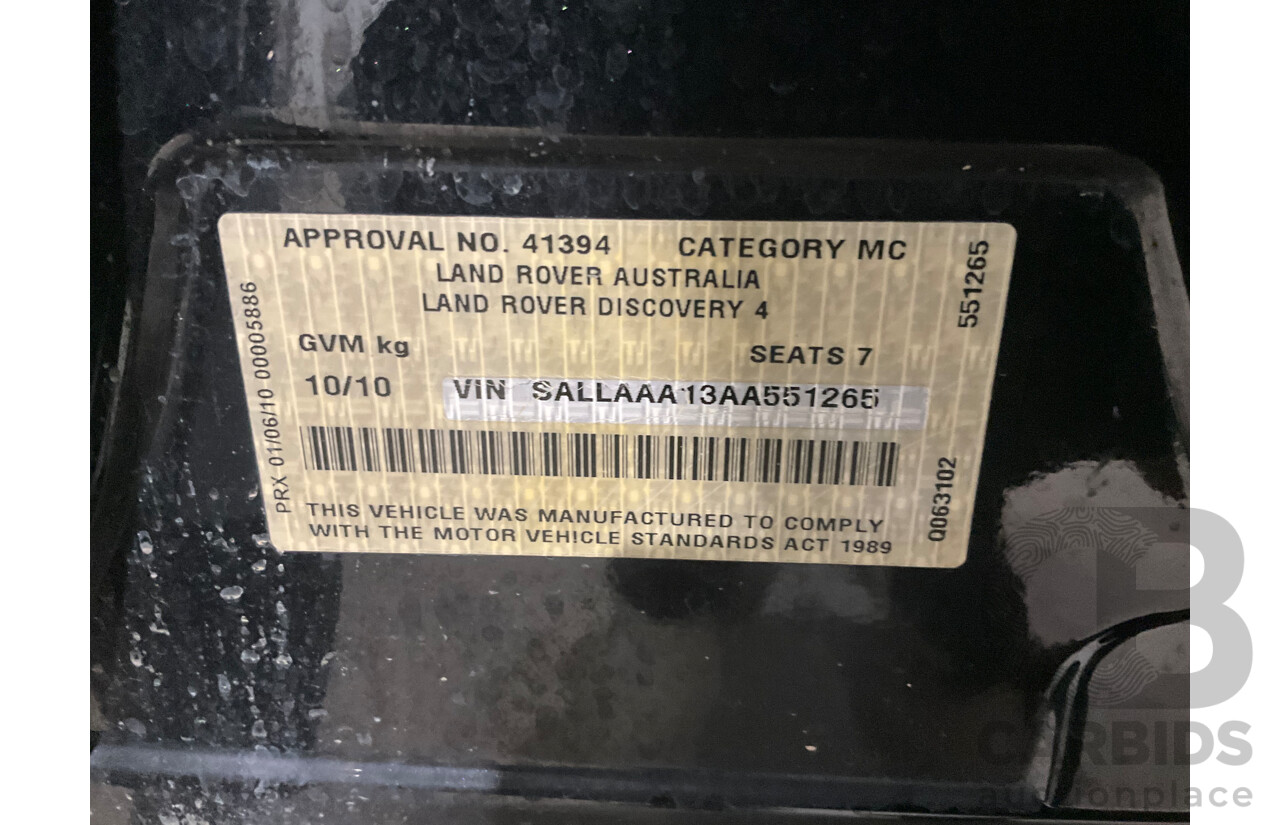 APPROVAL NO. 41394 CATEGORY MC
LAND ROVER AUSTRALIA
LAND ROVER DISCOVERY 4
GVM kg SEATS 7
10/10 VIN SALLAAA13AA551265
THIS VEHICLE WAS MANUFACTURED TO COMPLY
WITH THE MOTOR VEHICLE STANDARDS ACT 1989
PRX 01/06/10 00005886
551265
0063102
B
CARBIDS
auctionplace